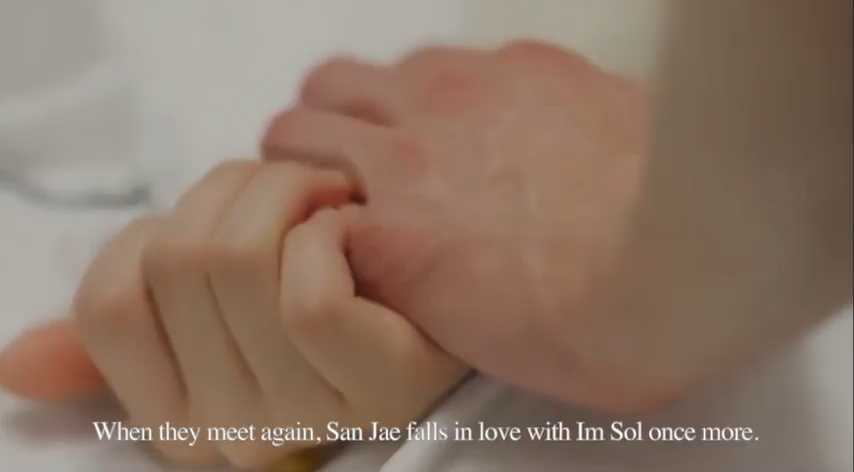 When they meet again, San Jae falls in love with Im Sol once more.